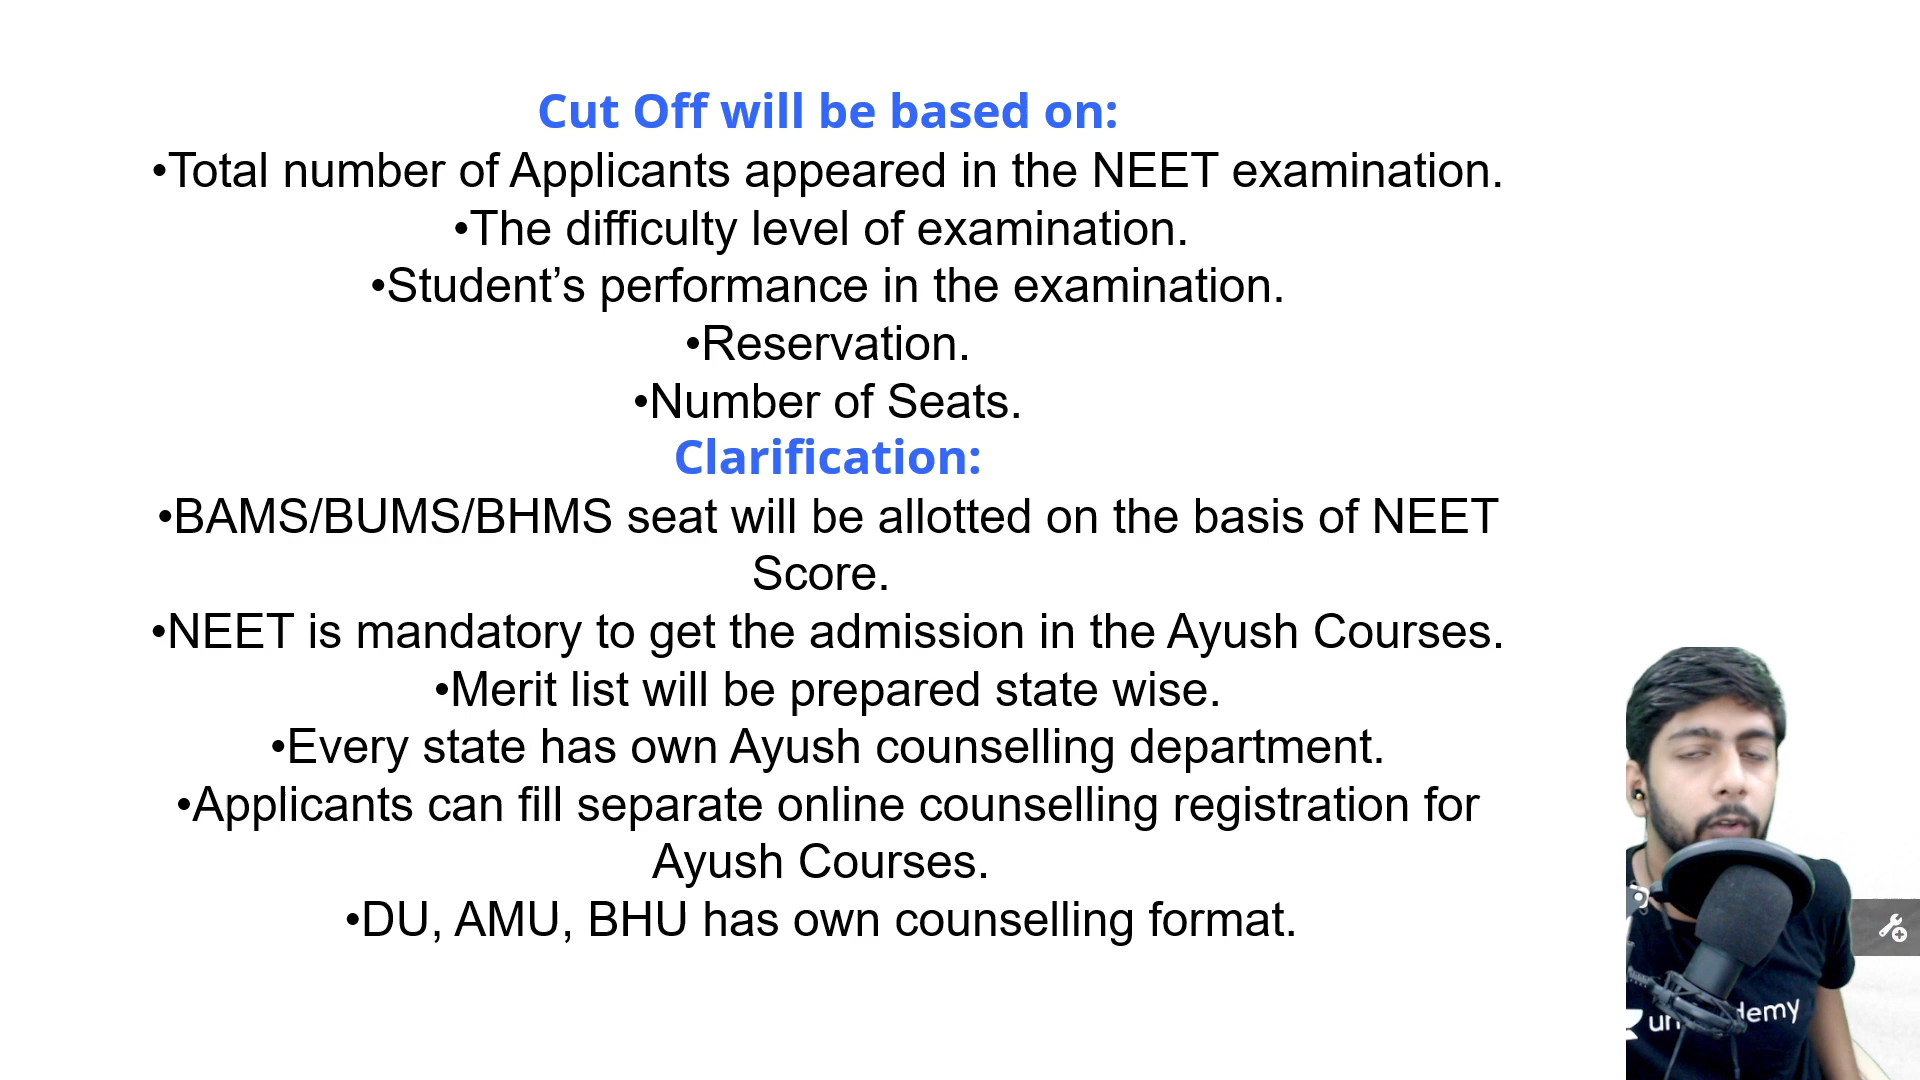 Cut Off will be based on:
•Total number of Applicants appeared in the NEET examination.
•The difficulty level of examination.
•Student’s performance in the examination.
•Reservation.
•Number of Seats.
Clarification:
•BAMS/BUMS/BHMS seat will be allotted on the basis of NEET
Score.
•NEET is mandatory to get the admission in the Ayush Courses.
•Merit list will be prepared state wise.
•Every state has own Ayush counselling department.
•Applicants can fill separate online counselling registration for
Ayush Courses.
•DU, AMU, BHU has own counselling format.